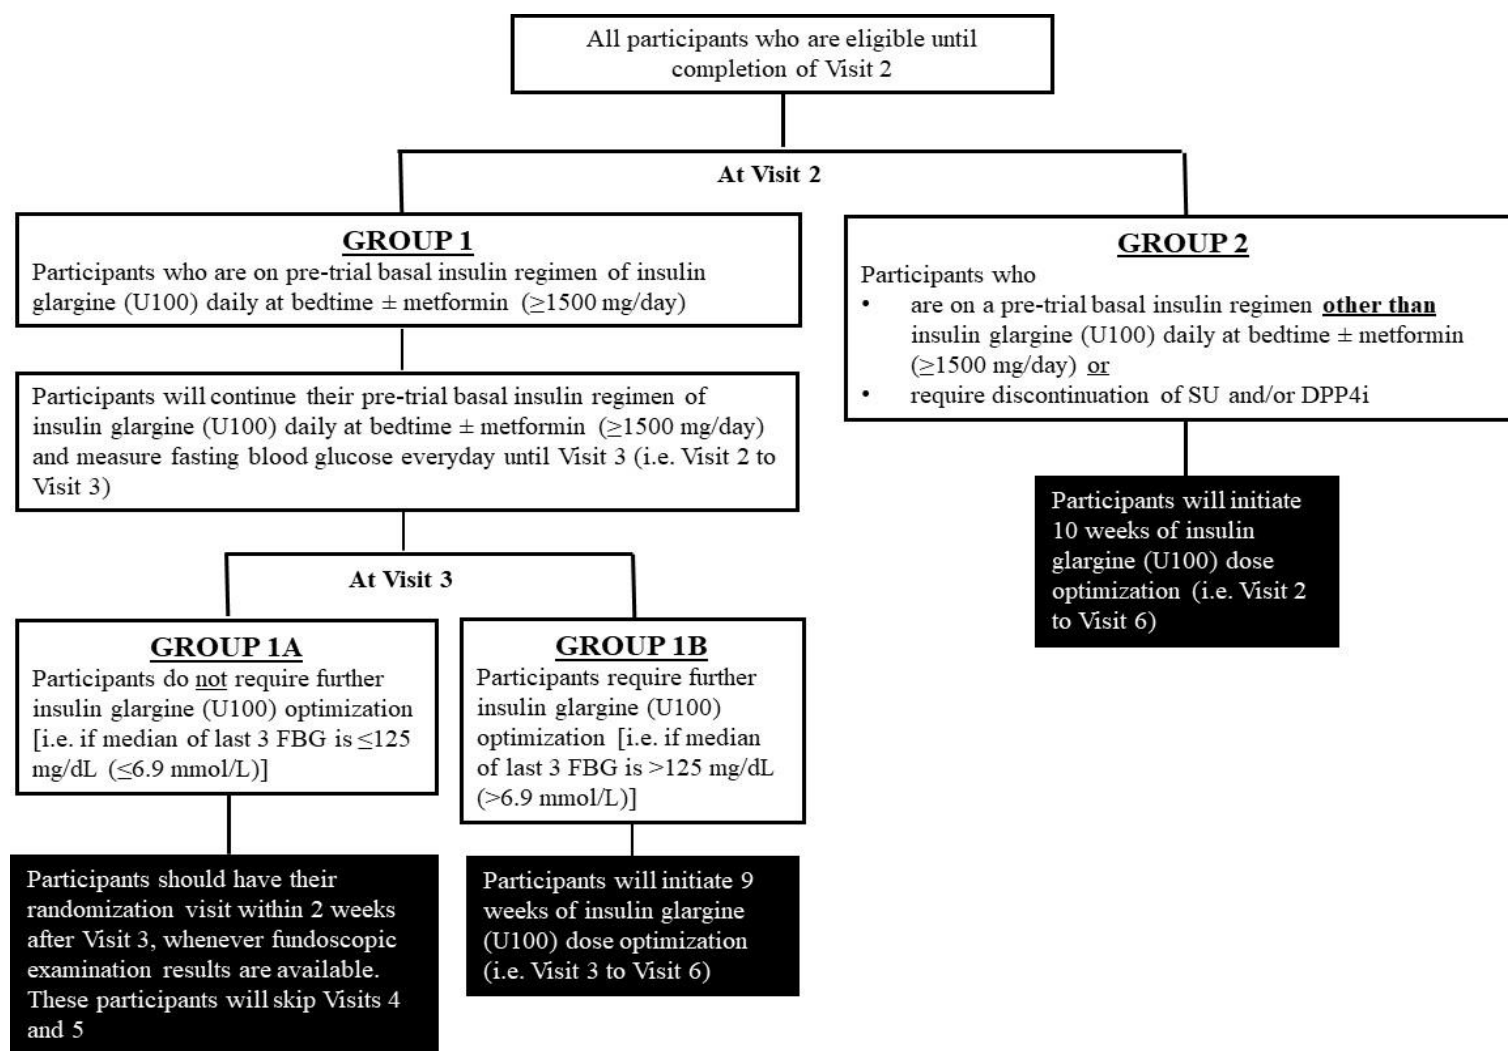 All participants who are eligible until
completion of Visit 2
At Visit 2
GROUP 1
Participants who are on pre-trial basal insulin regimen of insulin
glargine (U100) daily at bedtime ± metformin (≥1500 mg/day)
Participants will continue their pre-trial basal insulin regimen of
insulin glargine (U100) daily at bedtime ± metformin (≥1500 mg/day)
and measure fasting blood glucose everyday until Visit 3 (i.e. Visit 2 to
Visit 3)
At Visit 3
GROUP 1A
Participants do not require further
insulin glargine (U100) optimization
[i.e. if median of last 3 FBG is ≤125
mg/dL (≤6.9 mmol/L)]
Participants should have their
randomization visit within 2 weeks
after Visit 3, whenever fundoscopic
examination results are available.
These participants will skip Visits 4
and 5
GROUP 1B
Participants require further
insulin glargine (U100)
optimization [i.e. if median
of last 3 FBG is >125 mg/dL
(>6.9 mmol/L)]
Participants will initiate 9
weeks of insulin glargine
(U100) dose optimization
(i.e. Visit 3 to Visit 6)
GROUP 2
Participants who
• are on a pre-trial basal insulin regimen other than
insulin glargine (U100) daily at bedtime ± metformin
(≥1500 mg/day) or
• require discontinuation of SU and/or DPP4i
Participants will initiate
10 weeks of insulin
glargine (U100) dose
optimization (i.e. Visit 2
to Visit 6)